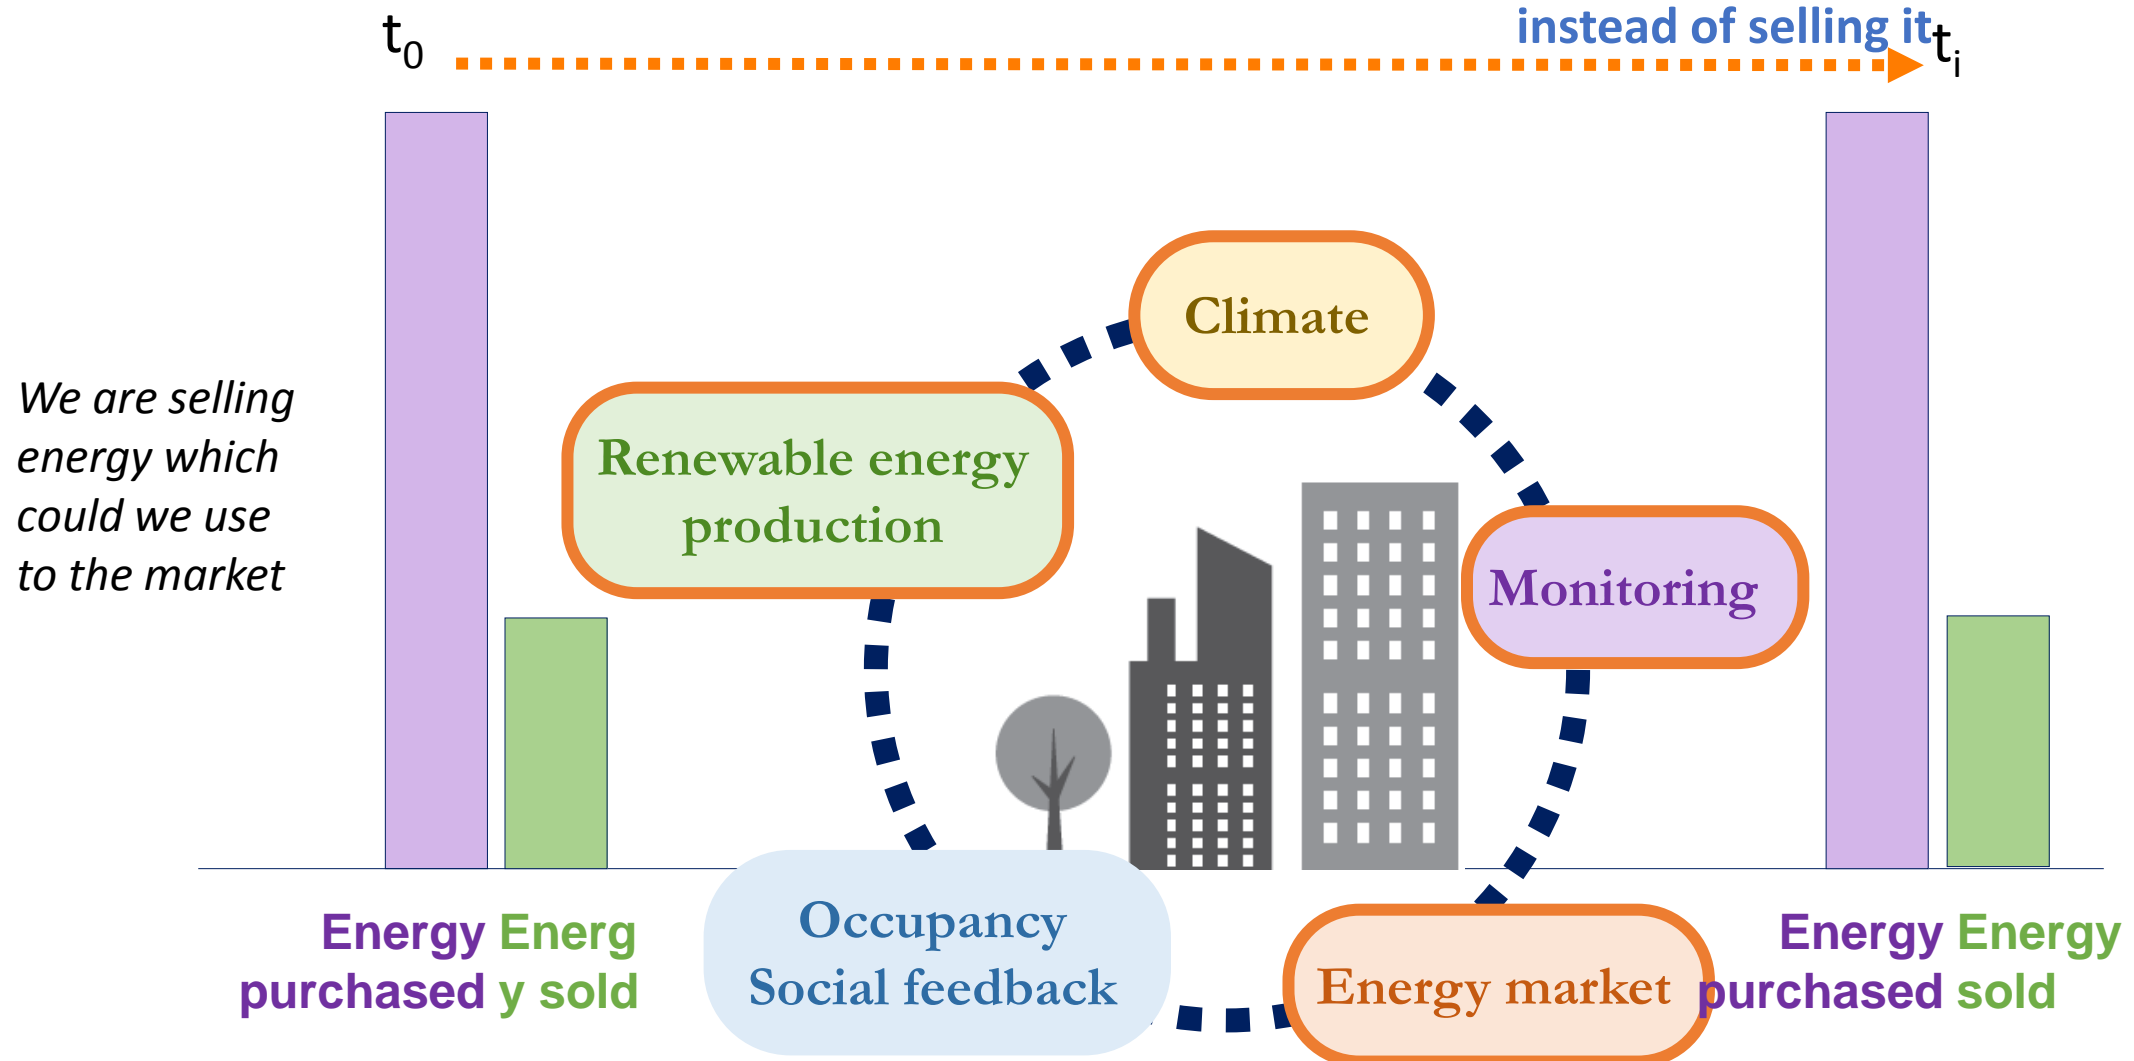 instead of selling it
t0
ti
Climate
We are selling
energy which
could we use
to the market
Renewable energy
production
Monitoring
Occupancy
Social feedback
Energy market
Energy
purchased
Energ
y sold
Energy
purchased
Energy
sold